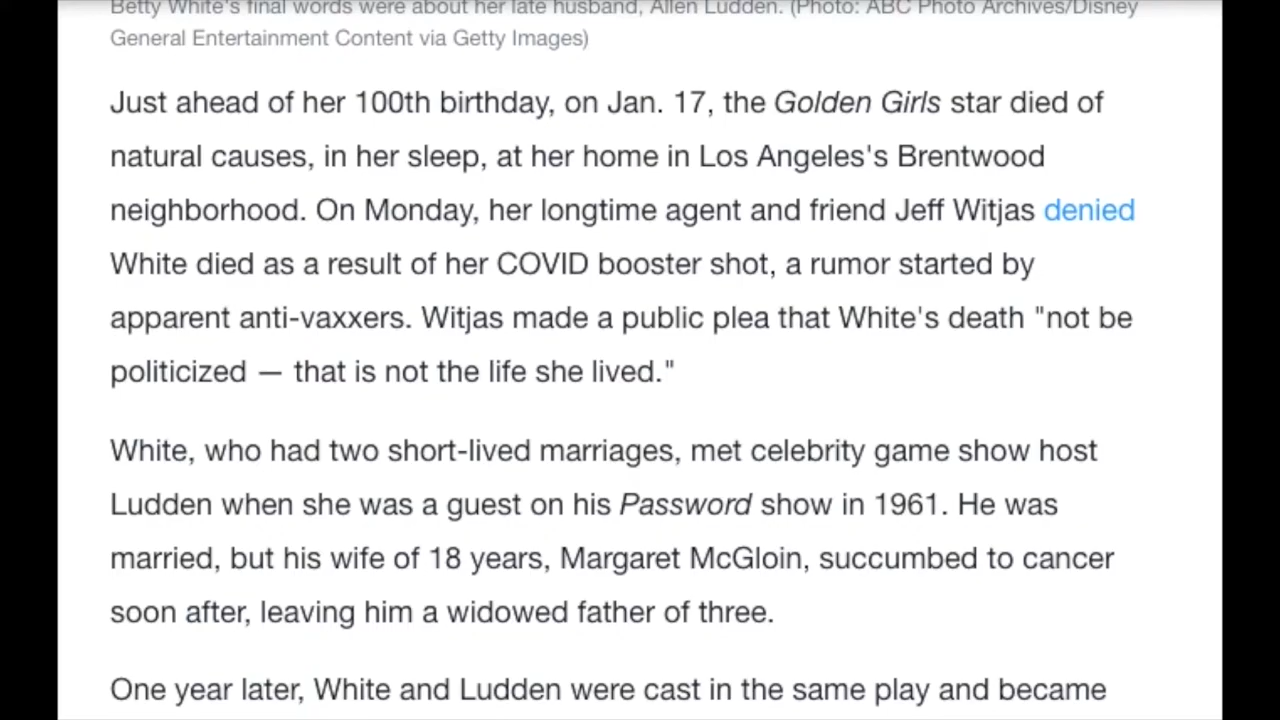 Betty White's final words were about her late husband, Allen Ludden. (Photo: ABC Photo Archives/Disney
General Entertainment Content via Getty Images)
Just ahead of her 100th birthday, on Jan. 17, the Golden Girls star died of
natural causes, in her sleep, at her home in Los Angeles's Brentwood
neighborhood. On Monday, her longtime agent and friend Jeff Witjas denied
White died as a result of her COVID booster shot, a rumor started by
apparent anti-vaxxers. Witjas made a public plea that White's death "not be
politicized — that is not the life she lived."
White, who had two short-lived marriages, met celebrity game show host
Ludden when she was a guest on his Password show in 1961. He was
married, but his wife of 18 years, Margaret McGloin, succumbed to cancer
soon after, leaving him a widowed father of three.
One year later, White and Ludden were cast in the same play and became